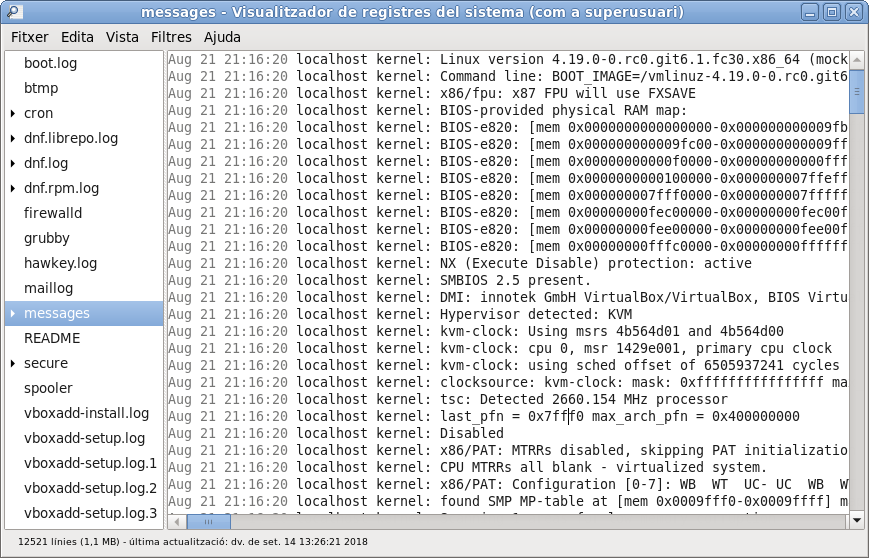 messages - Visualitzador de registres del sistema (com a superusuari)
Fitxer Edita Vista Filtres Ajuda
boot.log
btmp
cron
dnf.librepo.log
dnf.log
dnf.rpm.log
firewalld
grubby
hawkey.log
maillog
messages
README
secure
spooler
vboxadd-install.log
vboxadd-setup.log
vboxadd-setup.log.1
vboxadd-setup.log.2
vboxadd-setup.log.3
Aug 21 21:16:20 localhost kernel: Linux version 4.19.0-0.rc0.git6.1.fc30.x86_64 (mock
Aug 21 21:16:20 localhost kernel: Command line: BOOT_IMAGE=/vmlinuz-4.19.0-0.rc0.git6
Aug 21 21:16:20 localhost kernel: x86/fpu: x87 FPU will use FXSAVE
Aug 21 21:16:20 localhost kernel: BIOS-provided physical RAM map:
Aug 21 21:16:20 localhost kernel: BIOS-e820: [mem 0x0000000000000000-0x000000000009fb
Aug 21 21:16:20 localhost kernel: BIOS-e820: [mem 0x000000000009fc00-0x000000000009ff
Aug 21 21:16:20 localhost kernel: BIOS-e820: [mem 0x00000000000f0000-0x00000000000fff
Aug 21 21:16:20 localhost kernel: BIOS-e820: [mem 0x0000000000100000-0x000000007ffeff
Aug 21 21:16:20 localhost kernel: BIOS-e820: [mem 0x000000007fff0000-0x000000007fffff
Aug 21 21:16:20 localhost kernel: BIOS-e820: [mem 0x00000000fec00000-0x00000000fec00f
Aug 21 21:16:20 localhost kernel: BIOS-e820: [mem 0x00000000fee00000-0x00000000fee00f
Aug 21 21:16:20 localhost kernel: BIOS-e820: [mem 0x00000000fffc0000-0x00000000ffffff
Aug 21 21:16:20 localhost kernel: NX (Execute Disable) protection: active
Aug 21 21:16:20 localhost kernel: SMBIOS 2.5 present.
Aug 21 21:16:20 localhost kernel: DMI: innotek GmbH VirtualBox/VirtualBox, BIOS Virtu
Aug 21 21:16:20 localhost kernel: Hypervisor detected: KVM
Aug 21 21:16:20 localhost kernel: kvm-clock: Using msrs 4b564d01 and 4b564d00
Aug 21 21:16:20 localhost kernel: kvm-clock: cpu 0, msr 1429e001, primary cpu clock
Aug 21 21:16:20 localhost kernel: kvm-clock: using sched offset of 6505937241 cycles
Aug 21 21:16:20 localhost kernel: clocksource: kvm-clock: mask: 0xffffffffffffffff ma
Aug 21 21:16:20 localhost kernel: tsc: Detected 2660.154 MHz processor
Aug 21 21:16:20 localhost kernel: last_pfn = 0x7fff0 max_arch_pfn = 0x400000000
Aug 21 21:16:20 localhost kernel: Disabled
Aug 21 21:16:20 localhost kernel: x86/PAT: MTRRs disabled, skipping PAT initializatio
Aug 21 21:16:20 localhost kernel: CPU MTRRs all blank - virtualized system.
Aug 21 21:16:20 localhost kernel: x86/PAT: Configuration [0-7]: WB WT UC- UC WB W
Aug 21 21:16:20 localhost kernel: found SMP MP-table at [mem 0x0009fff0-0x0009ffff] m
12521 línies (1,1 MB) - última actualització: dv. de set. 14 13:26:21 2018